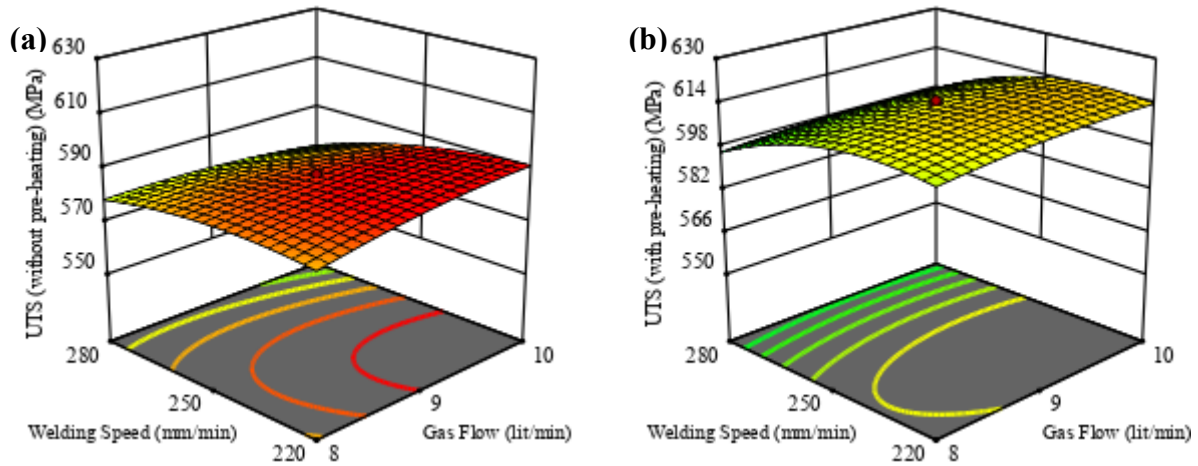 (a)
630
610
590
570
550
UTS (without pre-heating) (MPa)
280
250
220
Welding Speed (mm/min)
8
9
10
Gas Flow (lit/min)
(b)
630
614
598
582
566
550
UTS (with pre-heating) (MPa)
280
250
220
Welding Speed (mm/min)
8
9
10
Gas Flow (lit/min)